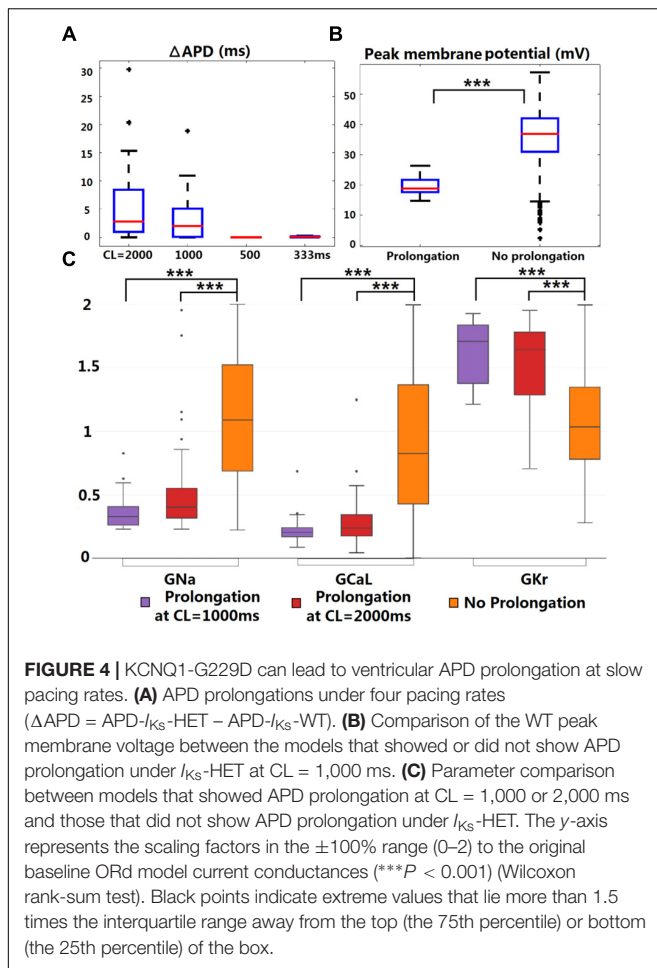 A
ΔAPD (ms)
30
25
20
15
10
5
0
CL=2000 1000 500 333ms
B
Peak membrane potential (mV)
***
50
40
30
20
10
0
Prolongation No prolongation
C
*** *** ***
*** *** ***
2
1.5
1
0.5
0
GNa GCaL GKr
Prolongation at CL=1000ms
Prolongation at CL=2000ms
No Prolongation
FIGURE 4 | KCNQ1-G229D can lead to ventricular APD prolongation at slow
pacing rates. (A) APD prolongations under four pacing rates
(ΔAPD = APD-IKs-HET – APD-IKs-WT). (B) Comparison of the WT peak
membrane voltage between the models that showed or did not show APD
prolongation under IKs-HET at CL = 1,000 ms. (C) Parameter comparison
between models that showed APD prolongation at CL = 1,000 or 2,000 ms
and those that did not show APD prolongation under IKs-HET. The y-axis
represents the scaling factors in the ±100% range (0–2) to the original
baseline ORd model current conductances (***P < 0.001) (Wilcoxon
rank-sum test). Black points indicate extreme values that lie more than 1.5
times the interquartile range away from the top (the 75th percentile) or bottom
(the 25th percentile) of the box.